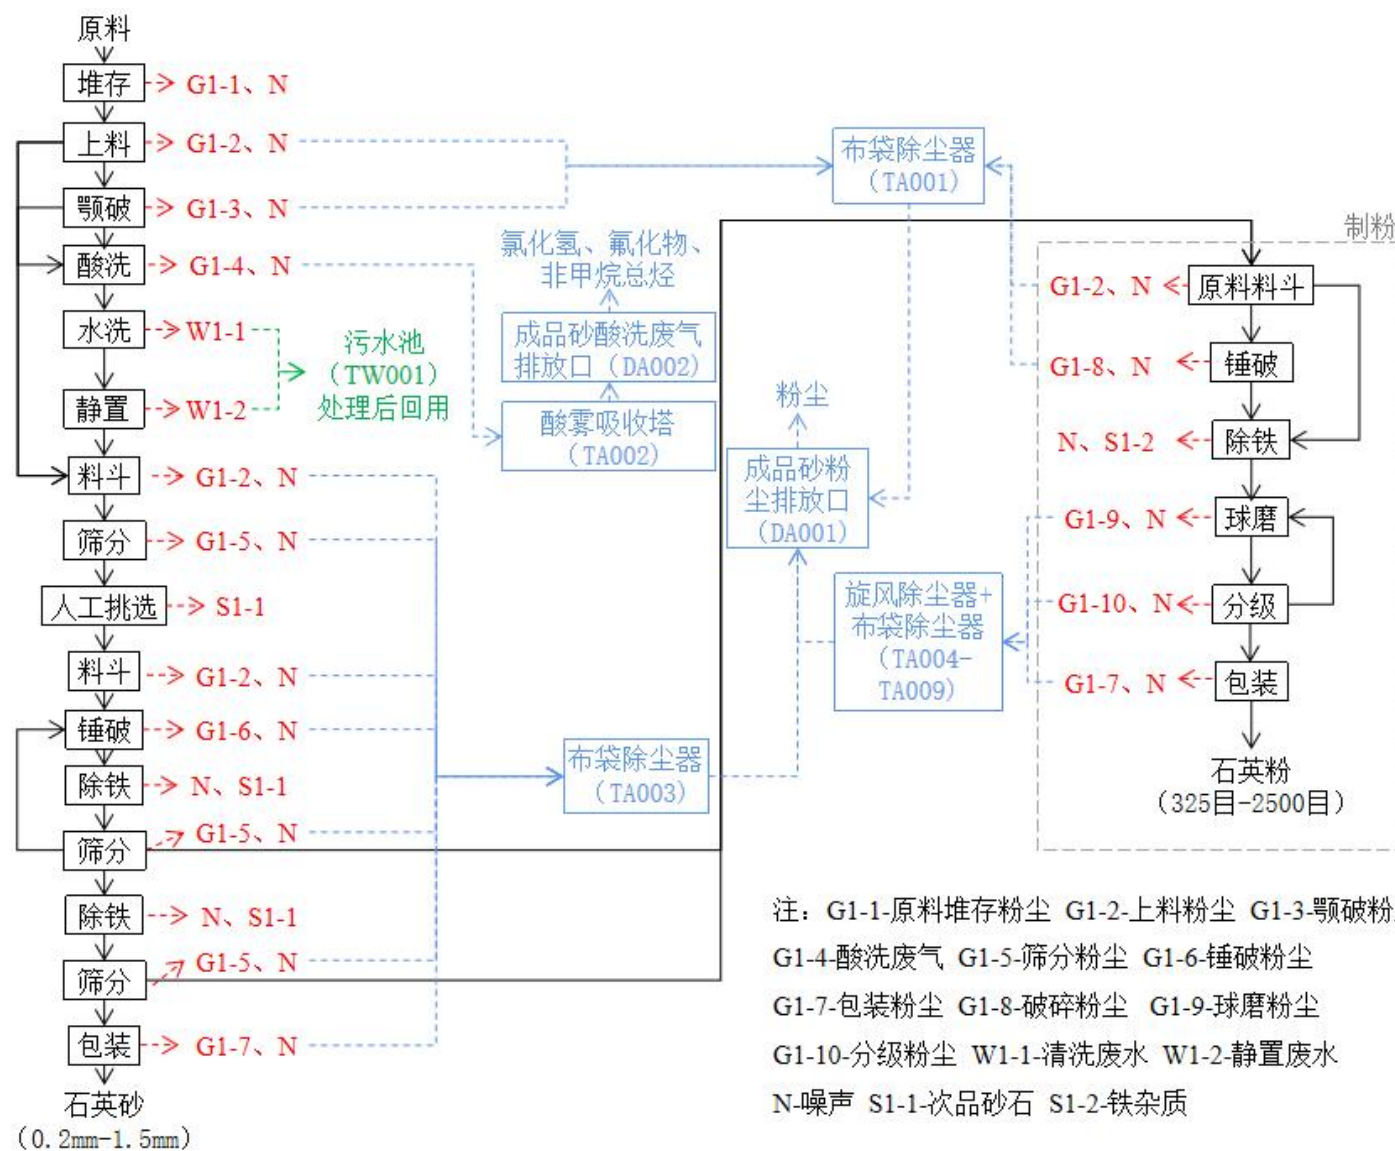 原料
堆存
G1-1、N
上料
G1-2、N
颚破
G1-3、N
酸洗
G1-4、N
水洗
W1-1
静置
W1-2
污水池
（TW001）
处理后回用
料斗
G1-2、N
筛分
G1-5、N
人工挑选
S1-1
料斗
G1-2、N
锤破
G1-6、N
除铁
N、S1-1
筛分
G1-5、N
除铁
N、S1-1
筛分
G1-5、N
包装
G1-7、N
石英砂
（0.2mm-1.5mm）
氯化氢、氟化物、
非甲烷总烃
成品砂酸洗废气
排放口（DA002）
酸雾吸收塔
（TA002）
布袋除尘器
（TA001）
粉尘
成品砂粉
尘排放口
（DA001）
旋风除尘器+
布袋除尘器
（TA004-
TA009）
布袋除尘器
（TA003）
制粉
G1-2、N
原料料斗
G1-8、N
锤破
N、S1-2
除铁
G1-9、N
球磨
G1-10、N
分级
G1-7、N
包装
石英粉
（325目-2500目）
注：G1-1-原料堆存粉尘 G1-2-上料粉尘 G1-3-颚破粉
G1-4-酸洗废气 G1-5-筛分粉尘 G1-6-锤破粉尘
G1-7-包装粉尘 G1-8-破碎粉尘 G1-9-球磨粉尘
G1-10-分级粉尘 W1-1-清洗废水 W1-2-静置废水
N-噪声 S1-1-次品砂石 S1-2-铁杂质